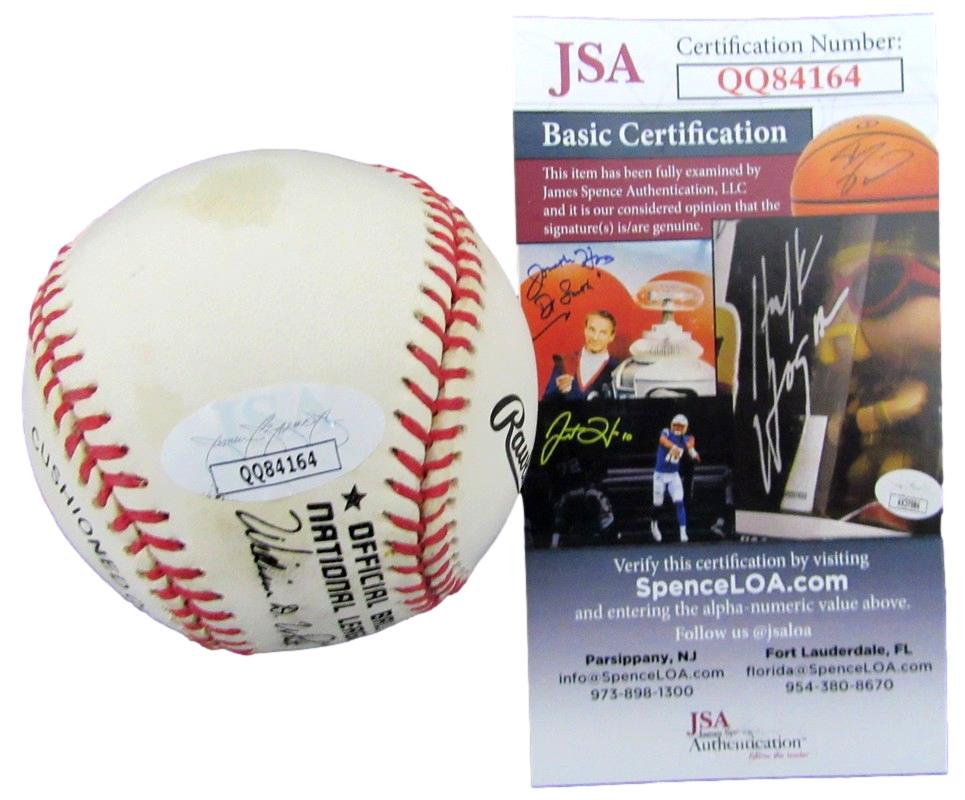 CUSHIONED
QQ84164
OFFICIAL
NATIONAL
William D.
JSA
Certification Number:
QQ84164
Basic Certification
This item has been fully examined by
James Spence Authentication, LLC
and it is our considered opinion that the
signature(s) is/are genuine.
Verify this certification by visiting
SpenceLOA.com
and entering the alpha-numeric value above.
Follow us @jsaloa
Parsippany, NJ
info@SpenceLOA.com
973-898-1300
Fort Lauderdale, FL
florida@SpenceLOA.com
954-380-8670
JSA
Authentication